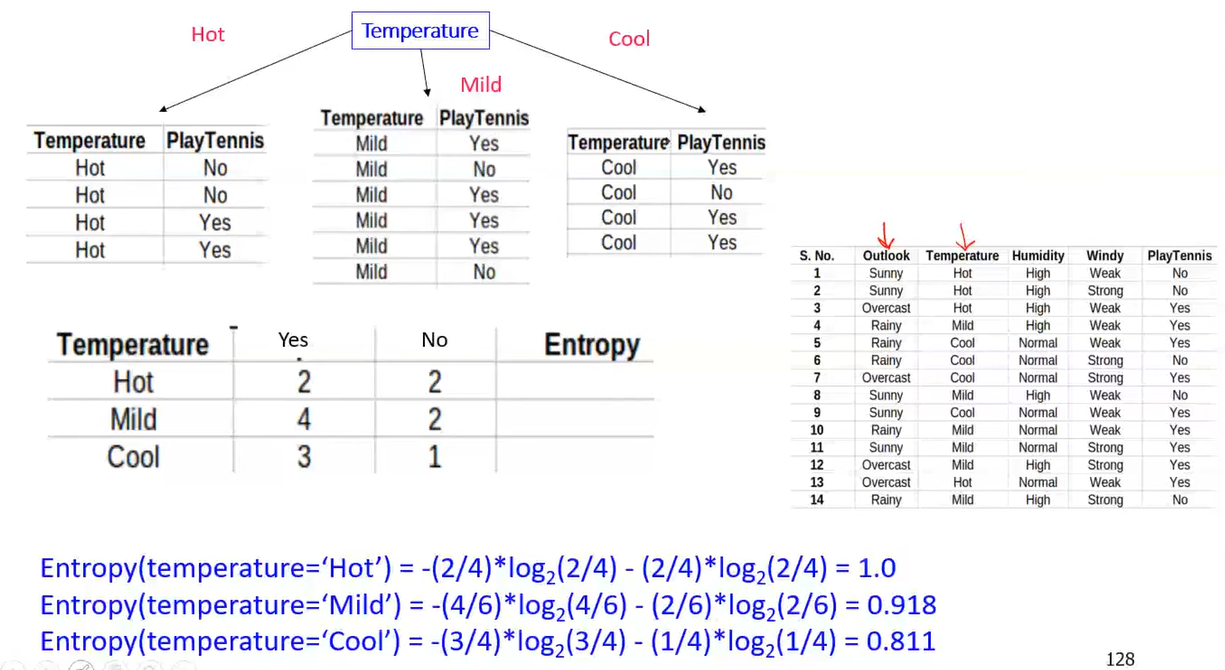 Temperature
Hot
Cool
Mild
Temperature PlayTennis
Hot No
Hot No
Hot Yes
Hot Yes
Temperature PlayTennis
Mild Yes
Mild No
Mild Yes
Mild Yes
Mild Yes
Mild No
Temperature PlayTennis
Cool Yes
Cool No
Cool Yes
Cool Yes
Temperature Yes No Entropy
Hot 2 2
Mild 4 2
Cool 3 1
S. No. Outlook Temperature Humidity Windy PlayTennis
1 Sunny Hot High Weak No
2 Sunny Hot High Strong No
3 Overcast Hot High Weak Yes
4 Rainy Mild High Weak Yes
5 Rainy Cool Normal Weak Yes
6 Rainy Cool Normal Strong No
7 Overcast Cool Normal Strong Yes
8 Sunny Mild High Weak No
9 Sunny Cool Normal Weak Yes
10 Rainy Mild Normal Weak Yes
11 Sunny Mild Normal Strong Yes
12 Overcast Mild High Strong Yes
13 Overcast Hot Normal Weak Yes
14 Rainy Mild High Strong No
Entropy(temperature=‘Hot’) = -(2/4)*log₂(2/4) - (2/4)*log₂(2/4) = 1.0
Entropy(temperature=‘Mild’) = -(4/6)*log₂(4/6) - (2/6)*log₂(2/6) = 0.918
Entropy(temperature=‘Cool’) = -(3/4)*log₂(3/4) - (1/4)*log₂(1/4) = 0.811
128